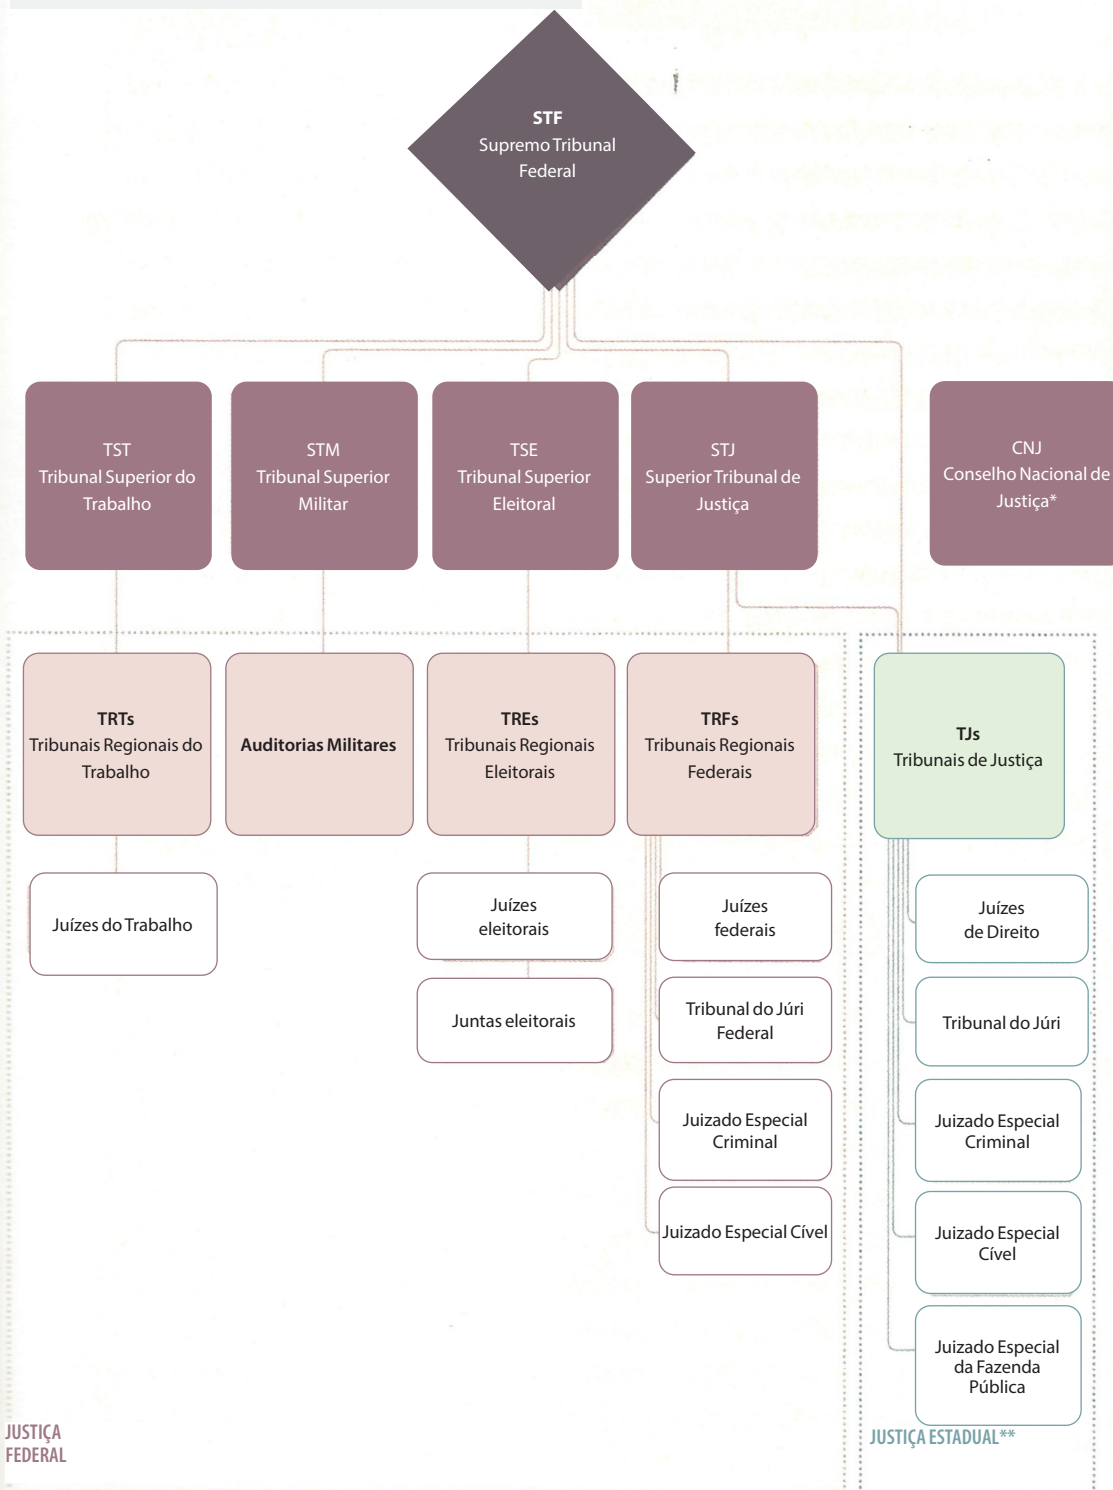 STF
Supremo Tribunal
Federal
TST
Tribunal Superior do
Trabalho
STM
Tribunal Superior
Militar
TSE
Tribunal Superior
Eleitoral
STJ
Superior Tribunal de
Justiça
CNJ
Conselho Nacional de
Justiça*
TRTs
Tribunais Regionais do
Trabalho
Auditorias Militares
TREs
Tribunais Regionais
Eleitorais
TRFs
Tribunais Regionais
Federais
TJs
Tribunais de Justiça
Juízes do Trabalho
Juízes
eleitorais
Juntas eleitorais
Juízes
federais
Tribunal do Júri
Federal
Juizado Especial
Criminal
Juizado Especial Cível
Juízes
de Direito
Tribunal do Júri
Juizado Especial
Criminal
Juizado Especial
Cível
Juizado Especial
da Fazenda
Pública
JUSTIÇA
FEDERAL
JUSTIÇA ESTADUAL**